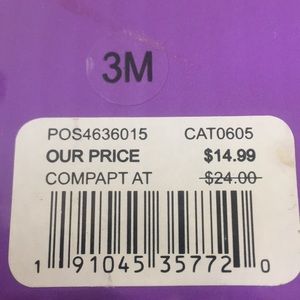 3M
POS4636015 CAT0605
OUR PRICE $14.99
COMPAPT AT $24.00
1 91045 35772 0